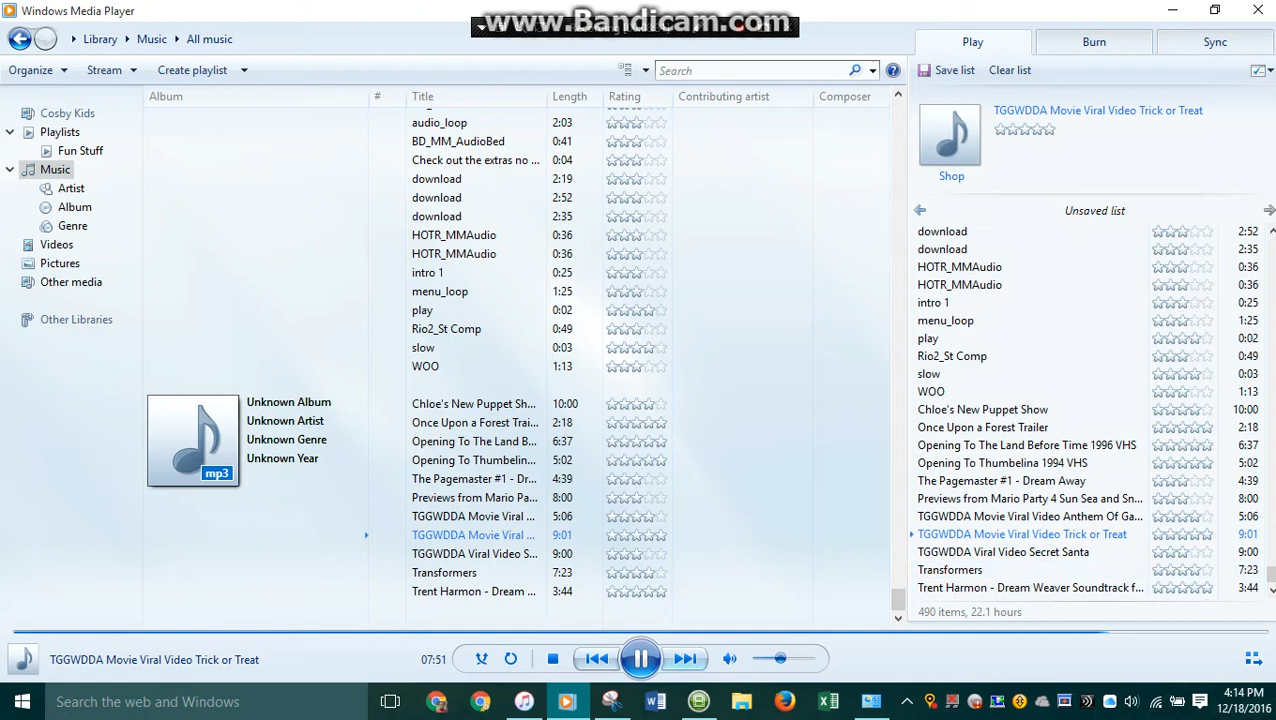 Windows Media Player
www.Bandicam.com
Library Music All music
Play Burn Sync
Organize Stream Create playlist
Search
Save list Clear list
Album # Title Length Rating Contributing artist Composer
Cosby Kids
Playlists
Fun Stuff
Music
Artist
Album
Genre
Videos
Pictures
Other media
Other Libraries
audio_loop 2:03
BD_MM_AudioBed 0:41
Check out the extras no ... 0:04
download 2:19
download 2:52
download 2:35
HOTR_MMAudio 0:36
HOTR_MMAudio 0:36
intro 1 0:25
menu_loop 1:25
play 0:02
Rio2_St Comp 0:49
slow 0:03
WOO 1:13
Unknown Album
Unknown Artist
Unknown Genre
Unknown Year
mp3
Chloe's New Puppet Sh... 10:00
Once Upon a Forest Trai... 2:18
Opening To The Land B... 6:37
Opening To Thumbelin... 5:02
The Pagemaster #1 - Dr... 4:39
Previews from Mario Pa... 8:00
TGGWDDA Movie Viral ... 5:06
TGGWDDA Movie Viral ... 9:01
TGGWDDA Viral Video S... 9:00
Transformers 7:23
Trent Harmon - Dream ... 3:44
TGGWDDA Movie Viral Video Trick or Treat
Shop
Unsaved list
download 2:52
download 2:35
HOTR_MMAudio 0:36
HOTR_MMAudio 0:36
intro 1 0:25
menu_loop 1:25
play 0:02
Rio2_St Comp 0:49
slow 0:03
WOO 1:13
Chloe's New Puppet Show 10:00
Once Upon a Forest Trailer 2:18
Opening To The Land Before Time 1996 VHS 6:37
Opening To Thumbelina 1994 VHS 5:02
The Pagemaster #1 - Dream Away 4:39
Previews from Mario Party 4 Sun Sea and Sn... 8:00
TGGWDDA Movie Viral Video Anthem Of Ga... 5:06
TGGWDDA Movie Viral Video Trick or Treat 9:01
TGGWDDA Viral Video Secret Santa 9:00
Transformers 7:23
Trent Harmon - Dream Weaver Soundtrack f... 3:44
490 items, 22.1 hours
TGGWDDA Movie Viral Video Trick or Treat 07:51
Search the web and Windows
4:14 PM
12/18/2016